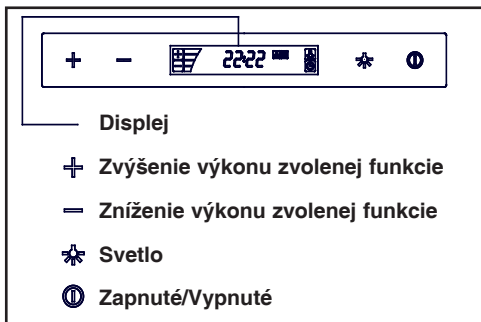 + − 22:22
Displej
+ Zvýšenie výkonu zvolenej funkcie
− Zníženie výkonu zvolenej funkcie
Svetlo
Zapnuté/Vypnuté